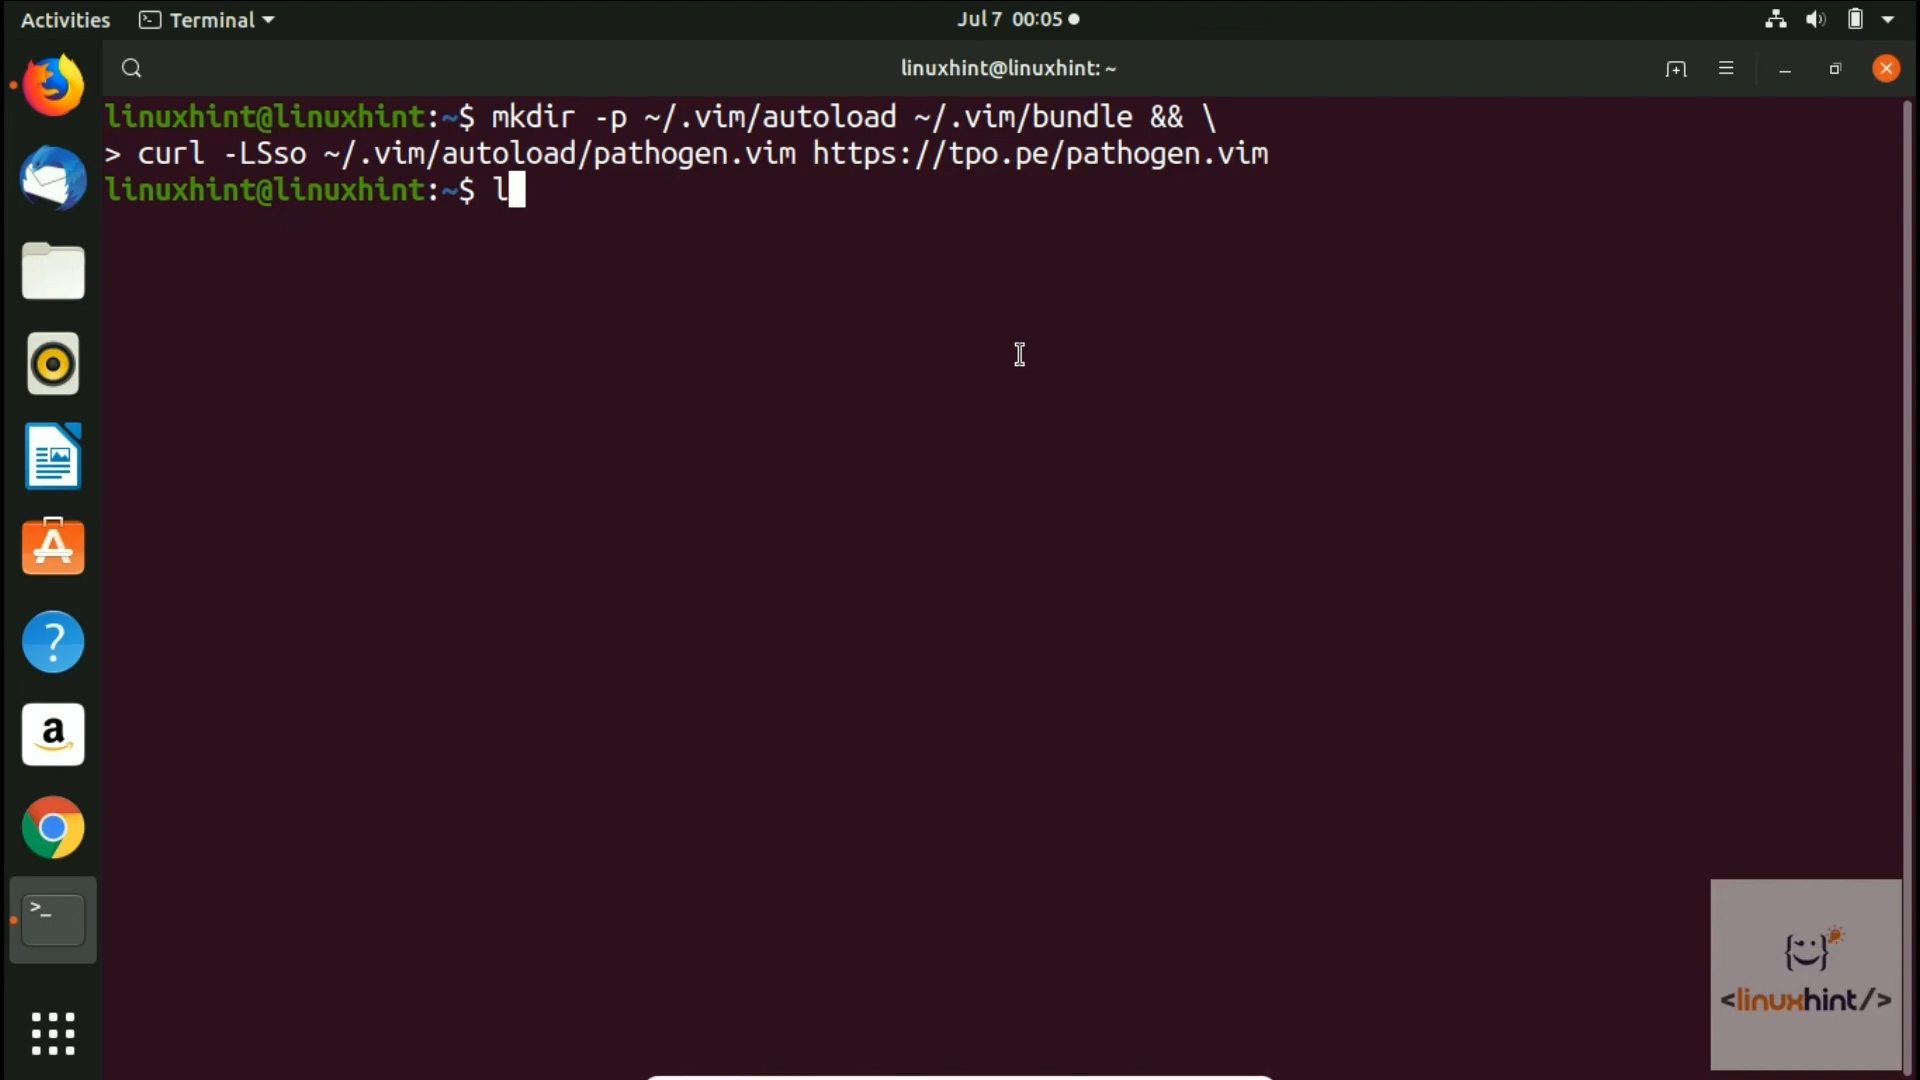 Activities Terminal Jul 7 00:05
linuxhint@linuxhint: ~
linuxhint@linuxhint:~$ mkdir -p ~/.vim/autoload ~/.vim/bundle && \
> curl -LSso ~/.vim/autoload/pathogen.vim https://tpo.pe/pathogen.vim
linuxhint@linuxhint:~$ l
<linuxhint/>